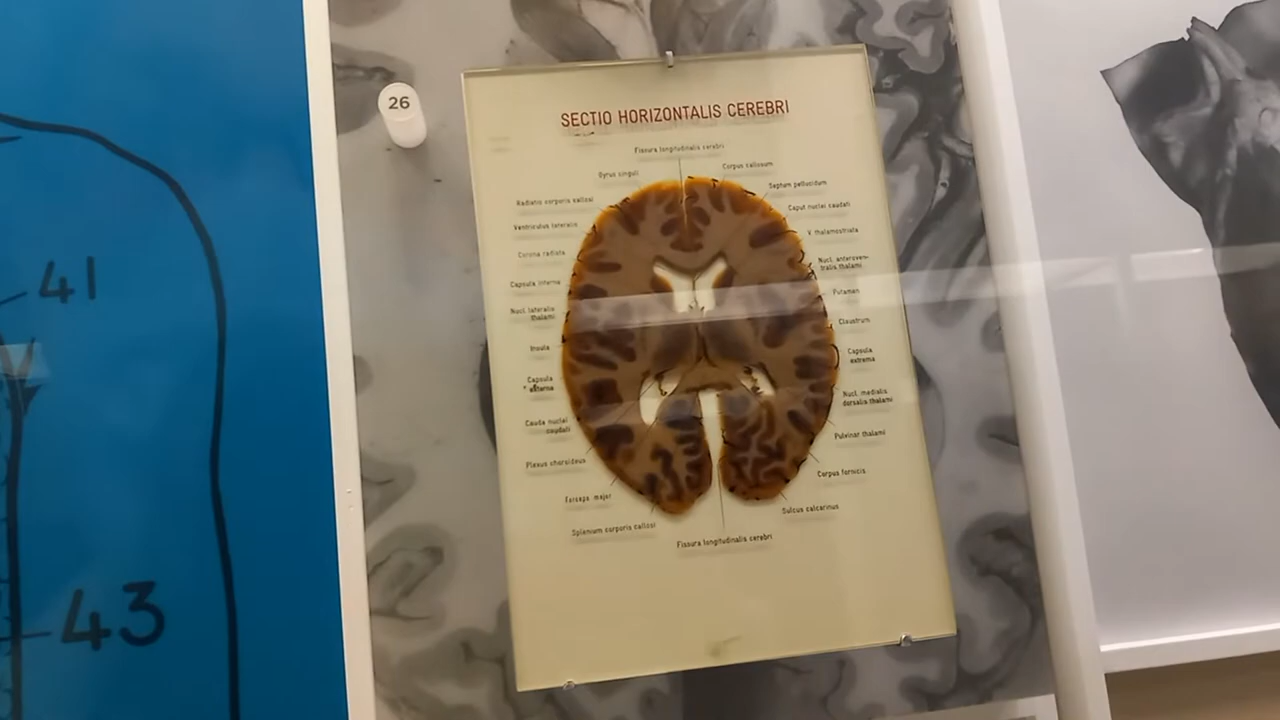 26
SECTIO HORIZONTALIS CEREBRI
Fissura longitudinalis cerebri
Gyrus cinguli
Corpus callosum
Radiatio corporis callosi
Septum pellucidum
Ventriculus lateralis
Caput nuclei caudati
Corona radiata
V. thalamostriata
Capsula interna
Nucl. anteroven-
tralis thalami
Nucl. lateralis
thalami
Putamen
Insula
Claustrum
Capsula
externa
Capsula
extrema
Cauda nuclei
caudati
Nucl. medialis
dorsalis thalami
Plexus chorioideus
Pulvinar thalami
Forceps major
Corpus fornicis
Splenium corporis callosi
Sulcus calcarinus
Fissura longitudinalis cerebri
41
43